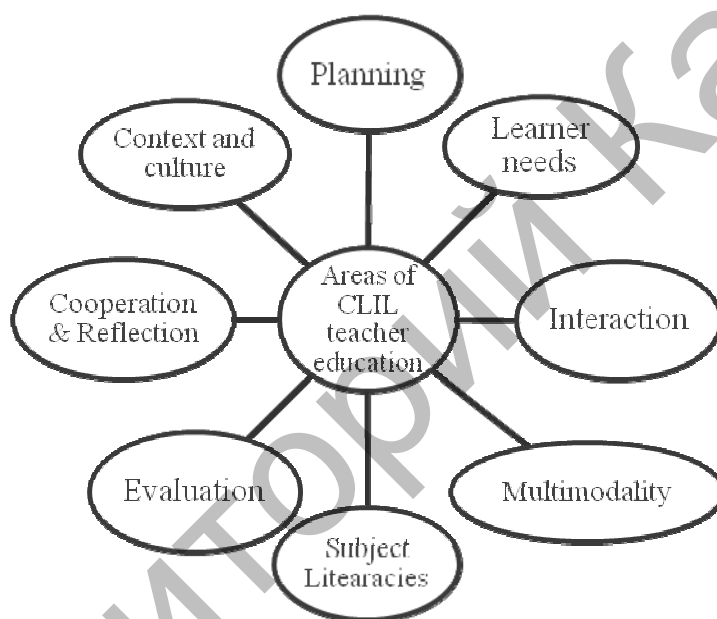 Planning
Learner
needs
Context and
culture
Areas of
CLIL
teacher
education
Cooperation
& Reflection
Interaction
Evaluation
Multimodality
Subject
Litearacies